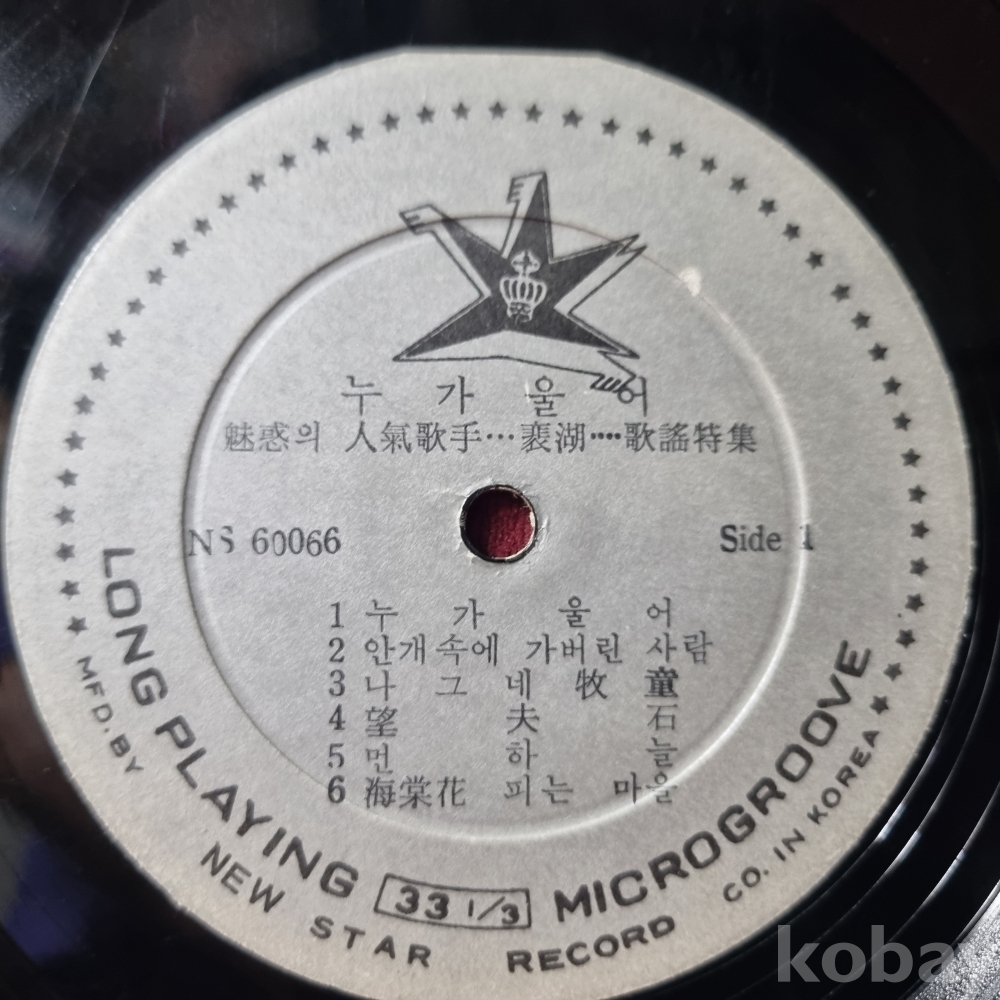 누 가 울 어
魅惑의 人氣歌手…裵湖····歌謠特集
NS 60066
Side 1
1 누 가 울 어
2 안개속에 가버린 사람
3 나 그 네 牧 童
4 望 夫 石
5 먼 하 늘
6 海棠花 피는 마을
LONG PLAYING 33 1/3 MICROGROOVE
MFD. BY NEW STAR RECORD CO. IN KOREA